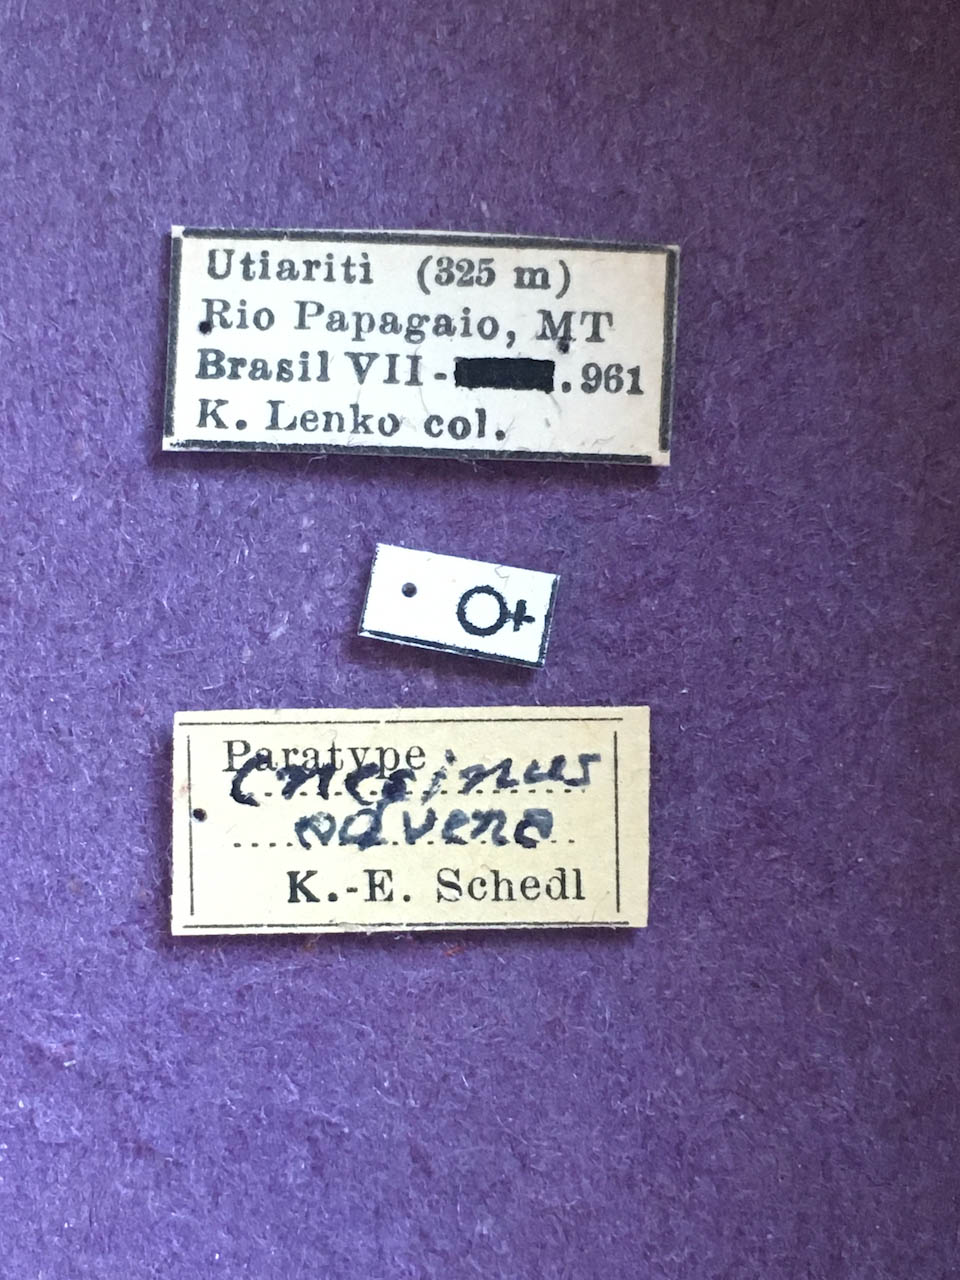 Utiariti (325 m)
Rio Papagaio, MT
Brasil VII- .961
K. Lenko col.
♀
Paratype
Cnesinus
advena
K.-E. Schedl